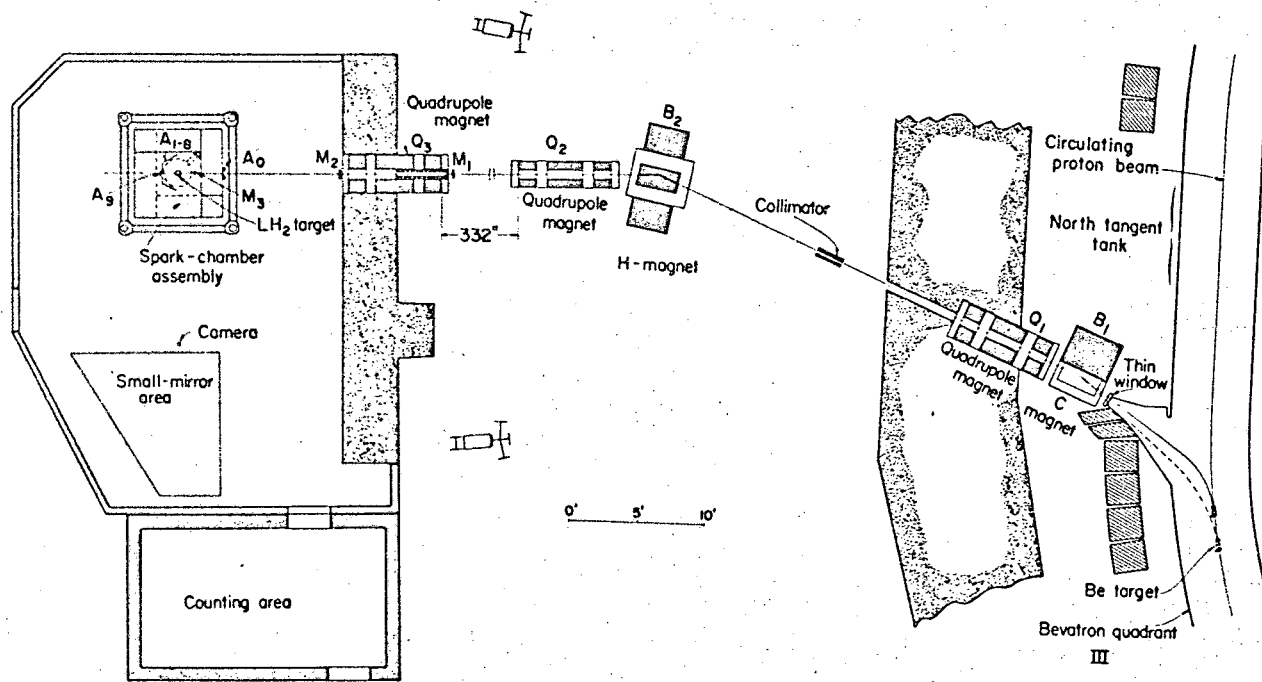 Quadrupole
magnet
Q3
M2
M1
Q2
B2
A1-8
A0
A9
M3
LH2 target
Spark-chamber
assembly
332"
Quadrupole
magnet
H-magnet
Collimator
Circulating
proton beam
North tangent
tank
Q1
B1
Thin
window
Quadrupole
magnet
C
magnet
Camera
Small-mirror
area
0' 5' 10'
Counting area
Be target
Bevatron quadrant
III